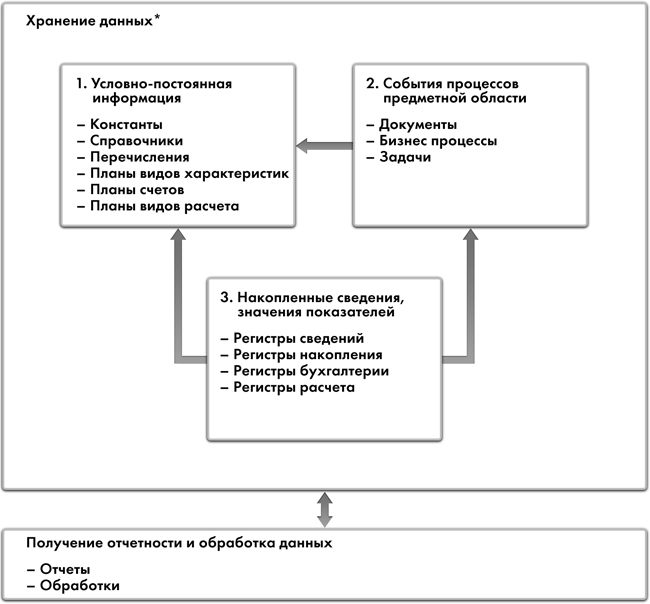 Хранение данных*
1. Условно-постоянная
информация
– Константы
– Справочники
– Перечисления
– Планы видов характеристик
– Планы счетов
– Планы видов расчета
2. События процессов
предметной области
– Документы
– Бизнес процессы
– Задачи
3. Накопленные сведения,
значения показателей
– Регистры сведений
– Регистры накопления
– Регистры бухгалтерии
– Регистры расчета
Получение отчетности и обработка данных
– Отчеты
– Обработки